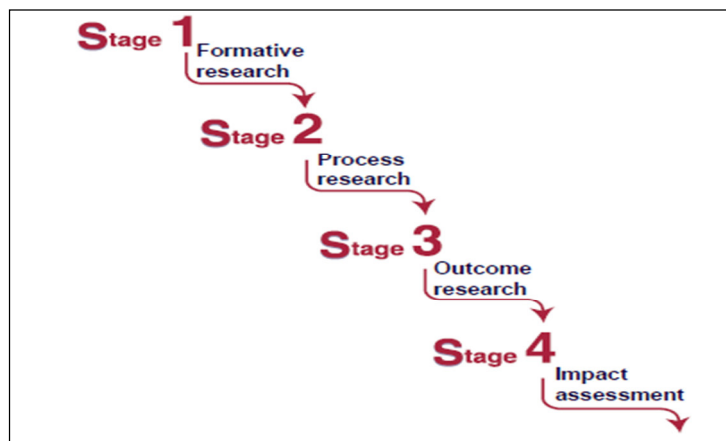 Stage 1
Formative
research
Stage 2
Process
research
Stage 3
Outcome
research
Stage 4
Impact
assessment